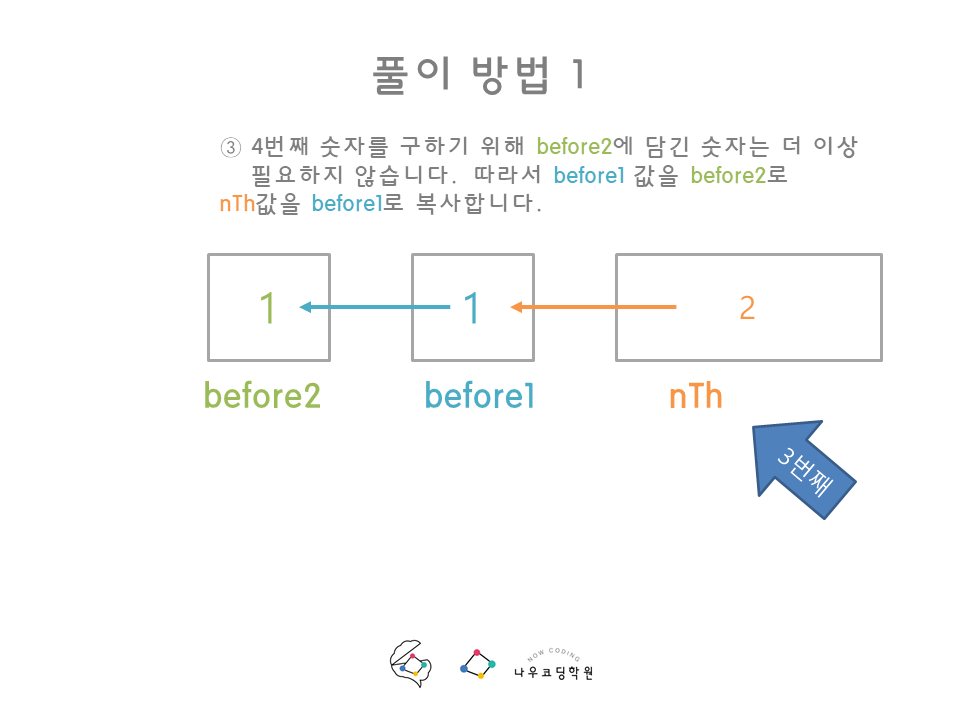 풀이 방법 1
③ 4번째 숫자를 구하기 위해 before2에 담긴 숫자는 더 이상
필요하지 않습니다. 따라서 before1 값을 before2로
nTh값을 before1로 복사합니다.
1 1 2
before2 before1 nTh
3번째
NOW CODING
나우코딩학원